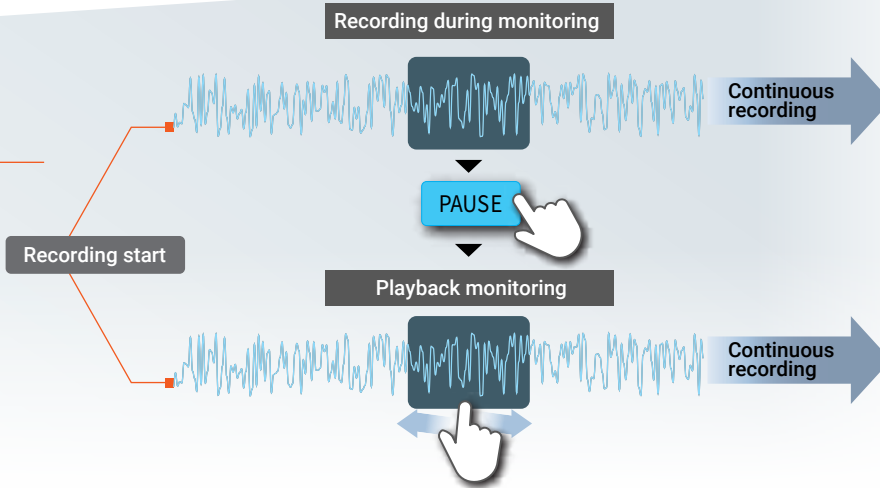 Recording during monitoring
Continuous
recording
PAUSE
Recording start
Playback monitoring
Continuous
recording